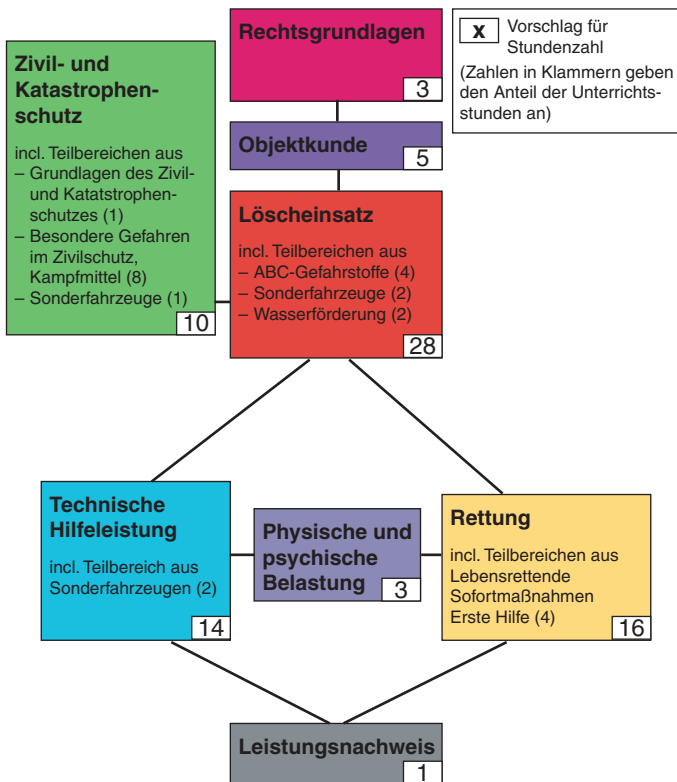 Rechtsgrundlagen
3
x Vorschlag für
Stundenzahl
(Zahlen in Klammern geben
den Anteil der Unterrichts-
stunden an)
Zivil- und
Katastrophen-
schutz
incl. Teilbereichen aus
– Grundlagen des Zivil-
und Katatstrophen-
schutzes (1)
– Besondere Gefahren
im Zivilschutz,
Kampfmittel (8)
– Sonderfahrzeuge (1)
10
Objektkunde
5
Löscheinsatz
incl. Teilbereichen aus
– ABC-Gefahrstoffe (4)
– Sonderfahrzeuge (2)
– Wasserförderung (2)
28
Technische
Hilfeleistung
incl. Teilbereich aus
Sonderfahrzeugen (2)
14
Physische und
psychische
Belastung
3
Rettung
incl. Teilbereichen aus
Lebensrettende
Sofortmaßnahmen
Erste Hilfe (4)
16
Leistungsnachweis
1